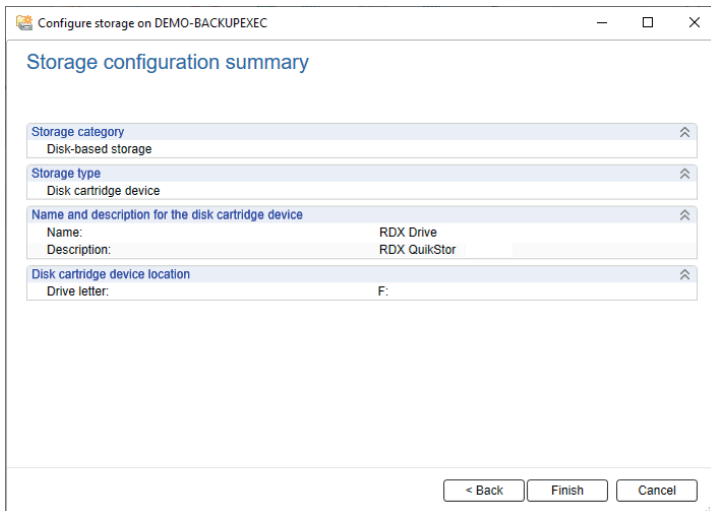 Configure storage on DEMO-BACKUPEXEC
Storage configuration summary
Storage category
Disk-based storage
Storage type
Disk cartridge device
Name and description for the disk cartridge device
Name: RDX Drive
Description: RDX QuikStor
Disk cartridge device location
Drive letter: F:
< Back Finish Cancel